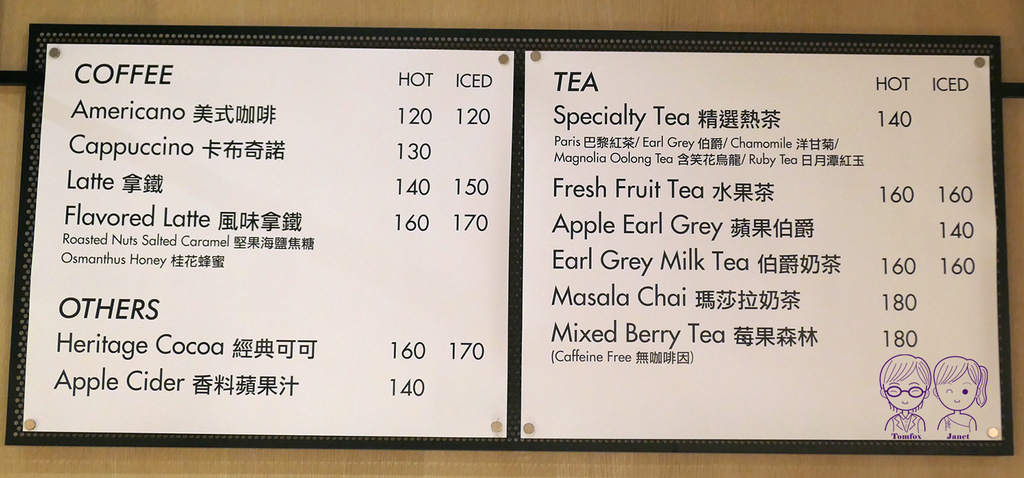 COFFEE HOT ICED
Americano 美式咖啡 120 120
Cappuccino 卡布奇諾 130
Latte 拿鐵 140 150
Flavored Latte 風味拿鐵 160 170
Roasted Nuts Salted Caramel 堅果海鹽焦糖
Osmanthus Honey 桂花蜂蜜
OTHERS
Heritage Cocoa 經典可可 160 170
Apple Cider 香料蘋果汁 140
TEA HOT ICED
Specialty Tea 精選熱茶 140
Paris 巴黎紅茶/ Earl Grey 伯爵/ Chamomile 洋甘菊/
Magnolia Oolong Tea 含笑花烏龍/ Ruby Tea 日月潭紅玉
Fresh Fruit Tea 水果茶 160 160
Apple Earl Grey 蘋果伯爵 140
Earl Grey Milk Tea 伯爵奶茶 160 160
Masala Chai 瑪莎拉奶茶 180
Mixed Berry Tea 莓果森林 180
(Caffeine Free 無咖啡因)
Tomfox Janet